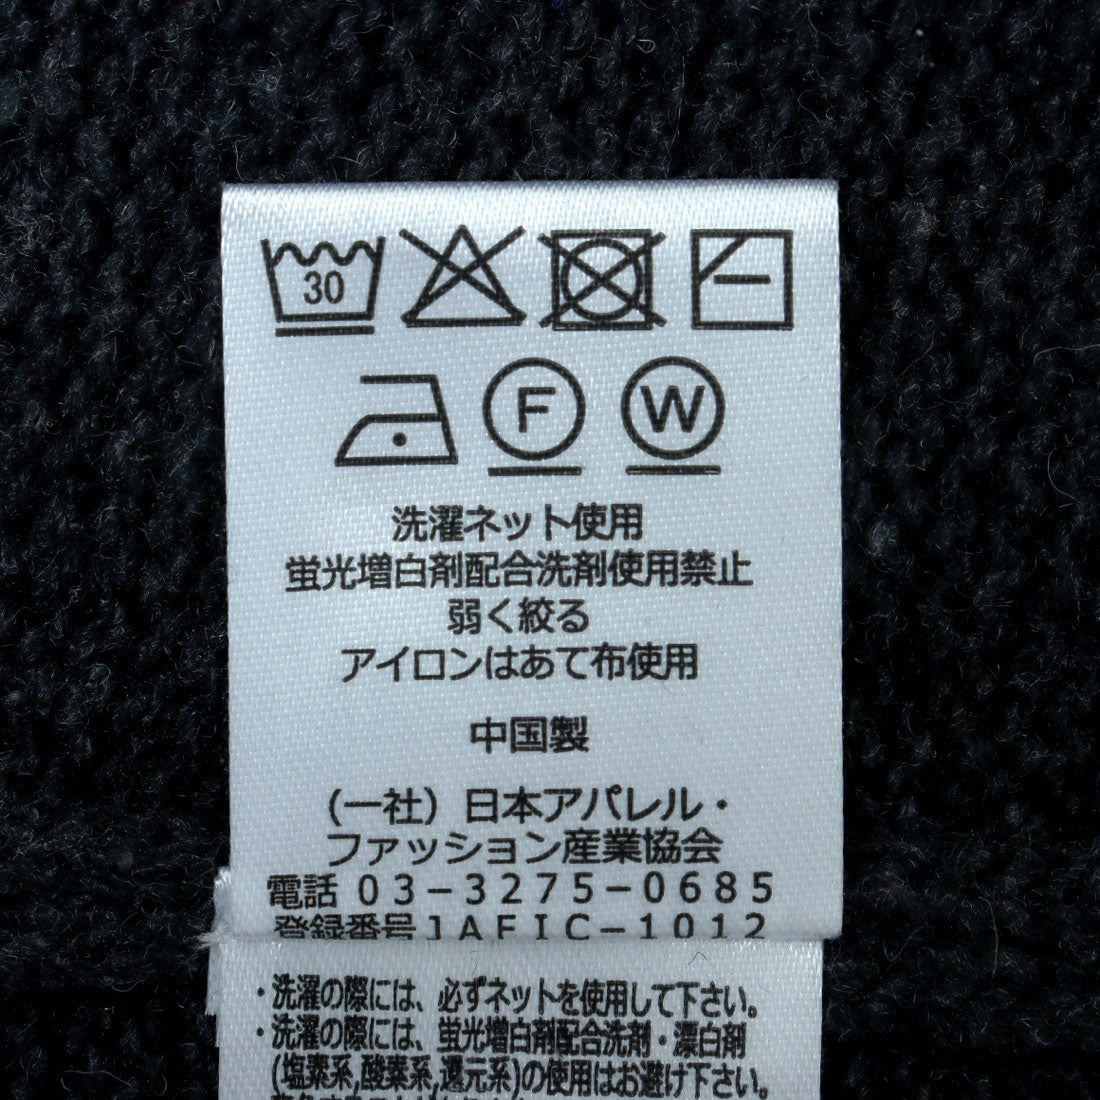 30
F W
洗濯ネット使用
蛍光増白剤配合洗剤使用禁止
弱く絞る
アイロンはあて布使用
中国製
(一社)日本アパレル・
ファッション産業協会
電話 03-3275-0685
登録番号JAFIC-1012
・洗濯の際には、必ずネットを使用して下さい。
・洗濯の際には、蛍光増白剤配合洗剤・漂白剤
(塩素系,酸素系,還元系)の使用はお避け下さい。